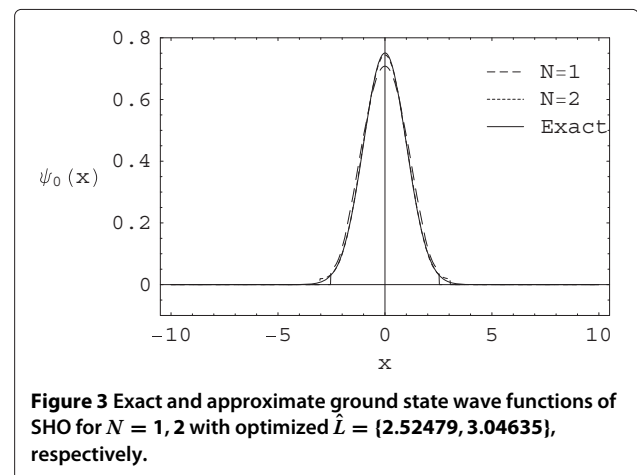 0.8
0.6
0.4
0.2
0
ψ₀ (x)
N=1
N=2
Exact
−10
−5
0
5
10
x
Figure 3 Exact and approximate ground state wave functions of
SHO for N = 1, 2 with optimized L̂ = {2.52479, 3.04635},
respectively.